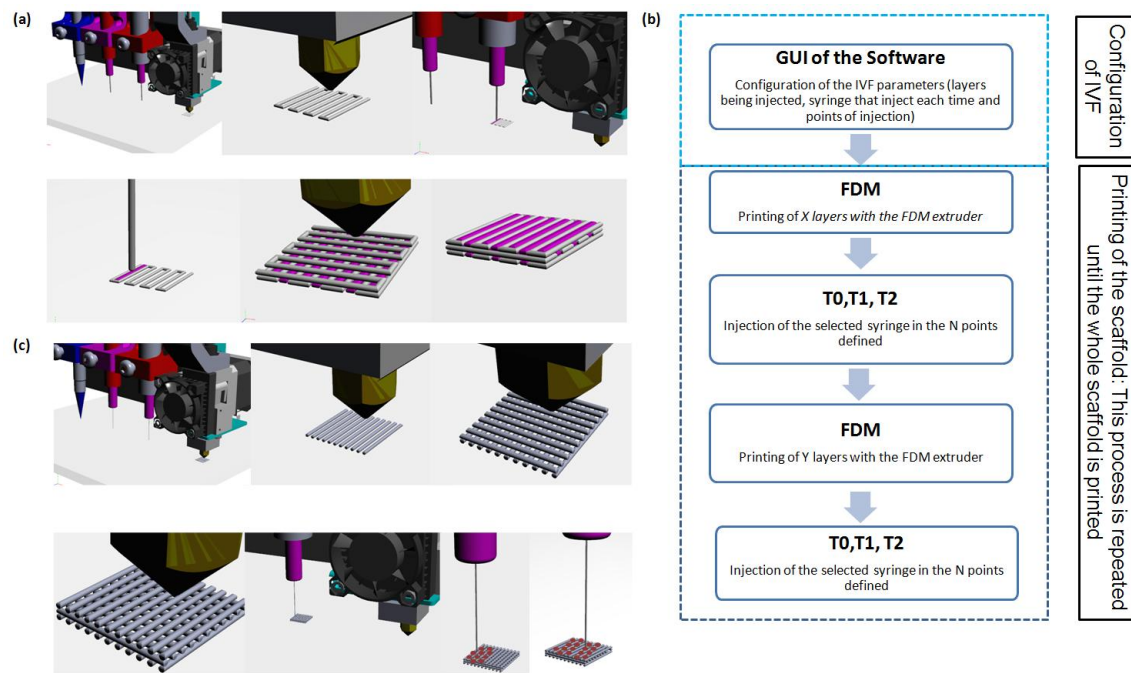 (a)
(b)
GUI of the Software
Configuration of the IVF parameters (layers
being injected, syringe that inject each time and
points of injection)
Configuration
of IVF
FDM
Printing of X layers with the FDM extruder
T0,T1, T2
Injection of the selected syringe in the N points
defined
FDM
Printing of Y layers with the FDM extruder
T0,T1, T2
Injection of the selected syringe in the N points
defined
Printing of the scaffold: This process is repeated
until the whole scaffold is printed
(c)